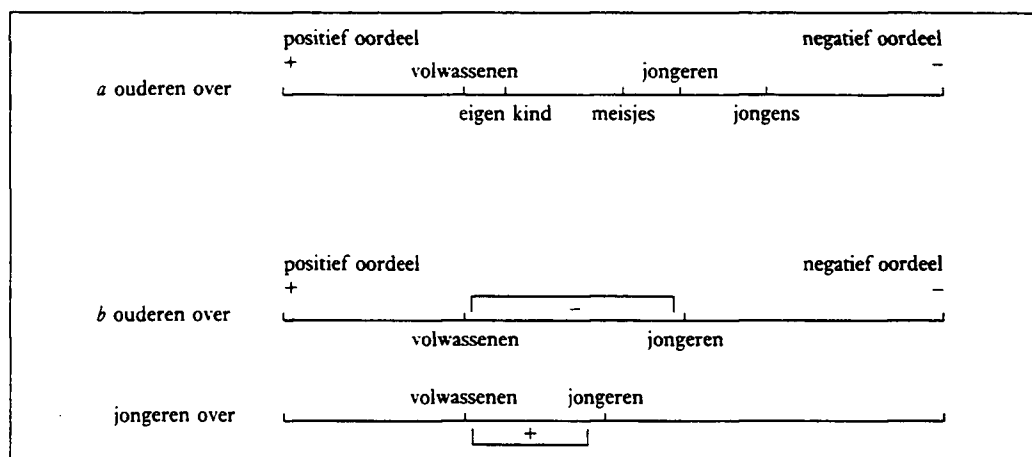 positief oordeel negatief oordeel
+ −
volwassenen jongeren
a ouderen over
eigen kind meisjes jongens
positief oordeel negatief oordeel
+ −
b ouderen over −
volwassenen jongeren
volwassenen jongeren
jongeren over
+